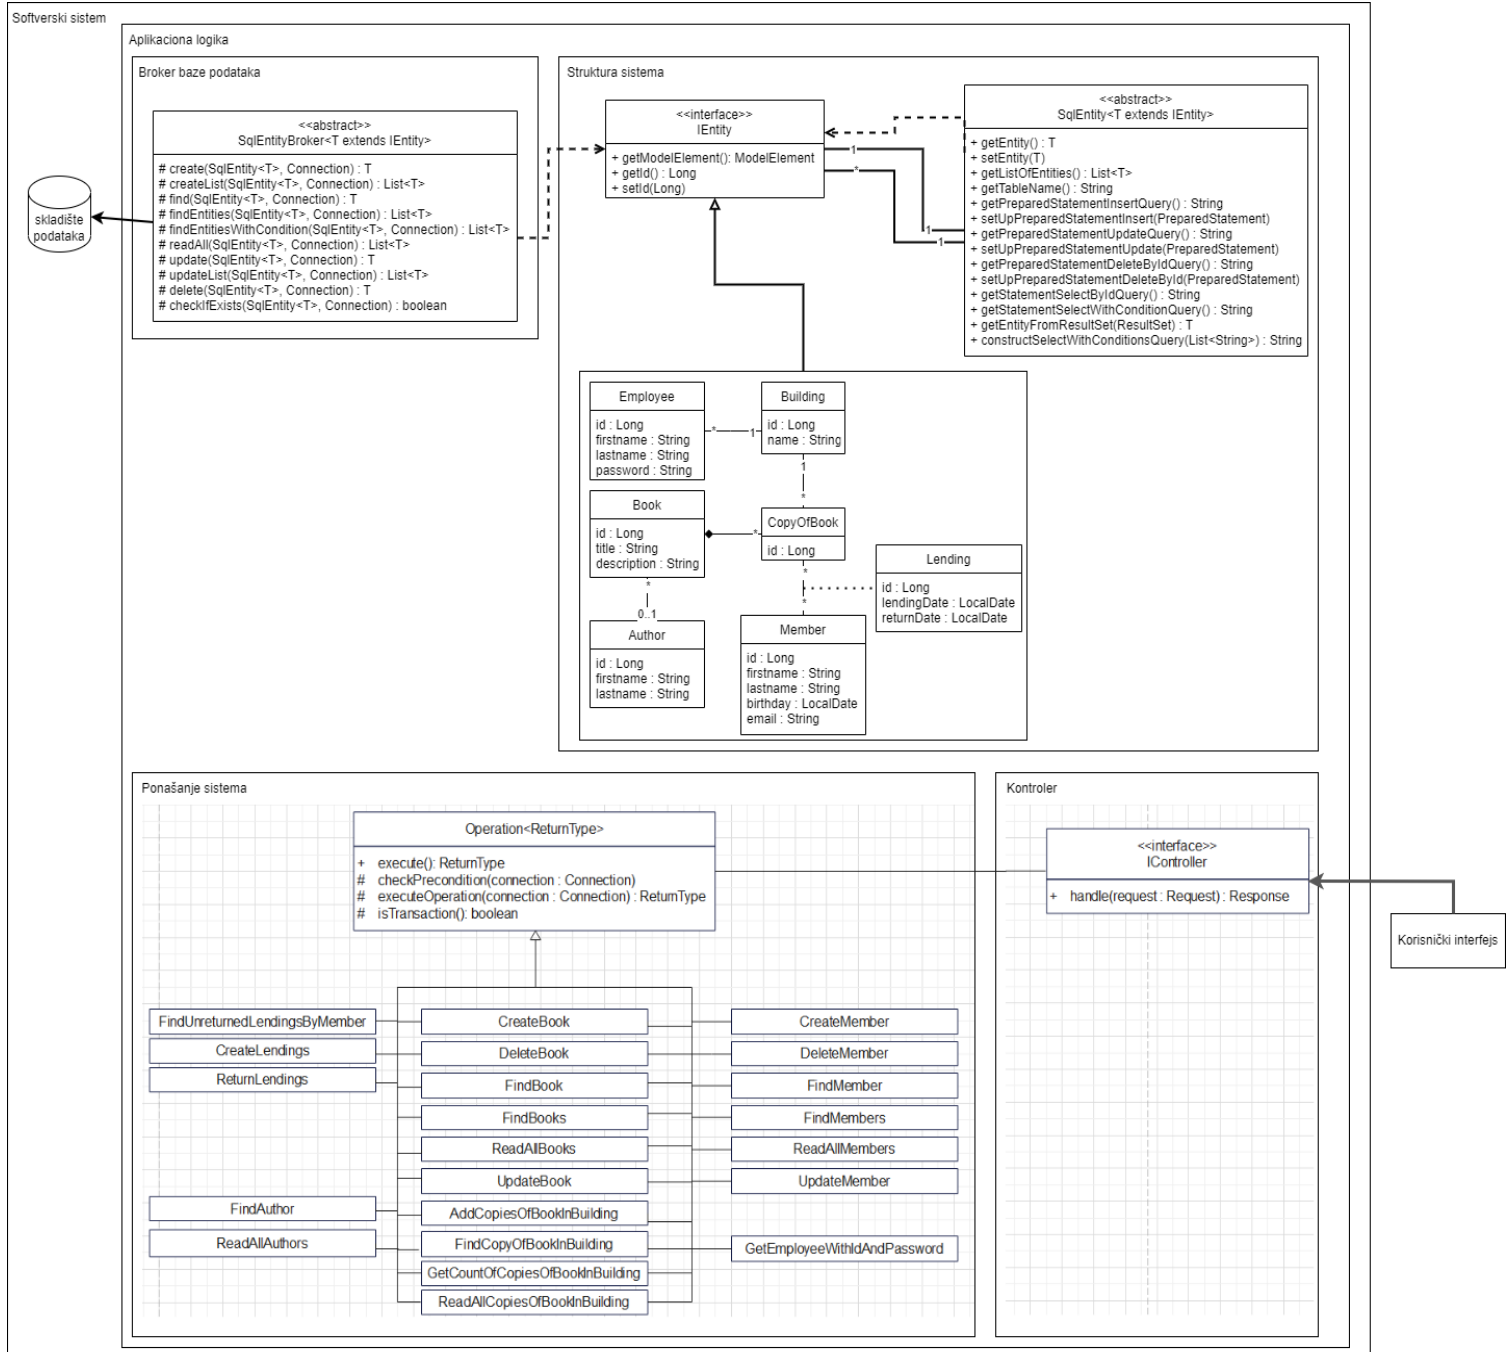 Softverski sistem
Aplikaciona logika
Broker baze podataka
<<abstract>>
SqlEntityBroker<T extends IEntity>
# create(SqlEntity<T>, Connection) : T
# createList(SqlEntity<T>, Connection) : List<T>
# find(SqlEntity<T>, Connection) : T
# findEntities(SqlEntity<T>, Connection) : List<T>
# findEntitiesWithCondition(SqlEntity<T>, Connection) : List<T>
# readAll(SqlEntity<T>, Connection) : List<T>
# update(SqlEntity<T>, Connection) : T
# updateList(SqlEntity<T>, Connection) : List<T>
# delete(SqlEntity<T>, Connection) : T
# checkIfExists(SqlEntity<T>, Connection) : boolean
skladište
podataka
Struktura sistema
<<interface>>
IEntity
+ getModelElement(): ModelElement
+ getId() : Long
+ setId(Long)
1
*
1
1
<<abstract>>
SqlEntity<T extends IEntity>
+ getEntity() : T
+ setEntity(T)
+ getListOfEntities() : List<T>
+ getTableName() : String
+ getPreparedStatementInsertQuery() : String
+ setUpPreparedStatementInsert(PreparedStatement)
+ getPreparedStatementUpdateQuery() : String
+ setUpPreparedStatementUpdate(PreparedStatement)
+ getPreparedStatementDeleteByIdQuery() : String
+ setUpPreparedStatementDeleteById(PreparedStatement)
+ getStatementSelectByIdQuery() : String
+ getStatementSelectWithConditionQuery() : String
+ getEntityFromResultSet(ResultSet) : T
+ constructSelectWithConditionsQuery(List<String>) : String
Employee
id : Long
firstname : String
lastname : String
password : String
*
1
Building
id : Long
name : String
1
*
Book
id : Long
title : String
description : String
*
CopyOfBook
id : Long
*
*
Lending
id : Long
lendingDate : LocalDate
returnDate : LocalDate
*
0..1
Author
id : Long
firstname : String
lastname : String
Member
id : Long
firstname : String
lastname : String
birthday : LocalDate
email : String
Ponašanje sistema
Operation<ReturnType>
+ execute(): ReturnType
# checkPrecondition(connection : Connection)
# executeOperation(connection : Connection) : ReturnType
# isTransaction(): boolean
FindUnreturnedLendingsByMember
CreateLendings
ReturnLendings
FindAuthor
ReadAllAuthors
CreateBook
DeleteBook
FindBook
FindBooks
ReadAllBooks
UpdateBook
AddCopiesOfBookInBuilding
FindCopyOfBookInBuilding
GetCountOfCopiesOfBookInBuilding
ReadAllCopiesOfBookInBuilding
CreateMember
DeleteMember
FindMember
FindMembers
ReadAllMembers
UpdateMember
GetEmployeeWithIdAndPassword
Kontroler
<<interface>>
IController
+ handle(request : Request) : Response
Korisnički interfejs